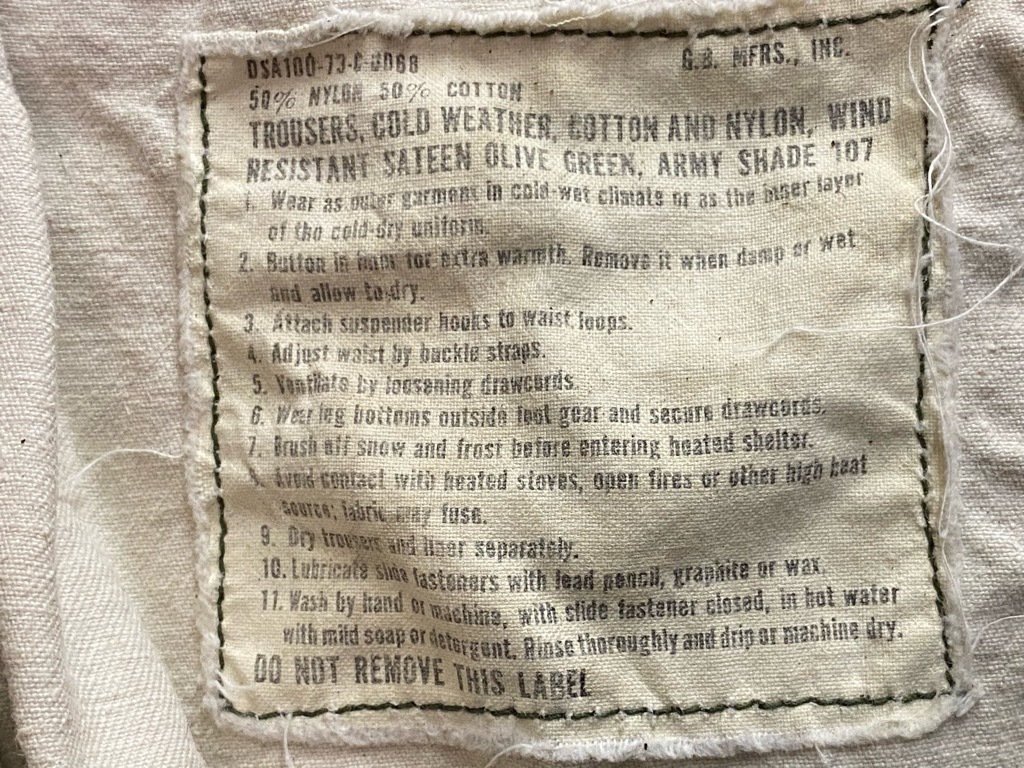 DSA100-73-C-
G.B. MFRS., INC.
50% NYLON 50% COTTON
TROUSERS, COLD WEATHER, COTTON AND NYLON, WIND
RESISTANT SATEEN OLIVE GREEN, ARMY SHADE 107
1. Wear as outer garment in cold-wet climate or as the inner layer
of the cold-dry uniform.
2. Button in liner for extra warmth. Remove it when damp or wet
and allow to dry.
3. Attach suspender hooks to waist loops.
4. Adjust waist by buckle straps.
5. Ventilate by loosening drawcords.
6. Wear leg bottoms outside foot gear and secure drawcords.
7. Brush off snow and frost before entering heated shelter.
8. Avoid contact with heated stoves, open fires or other high heat
source; fabric may fuse.
9. Dry trousers and liner separately.
10. Lubricate slide fasteners with lead pencil, graphite or wax.
11. Wash by hand or machine, with slide fastener closed, in hot water
with mild soap or detergent. Rinse thoroughly and drip or machine dry.
DO NOT REMOVE THIS LABEL